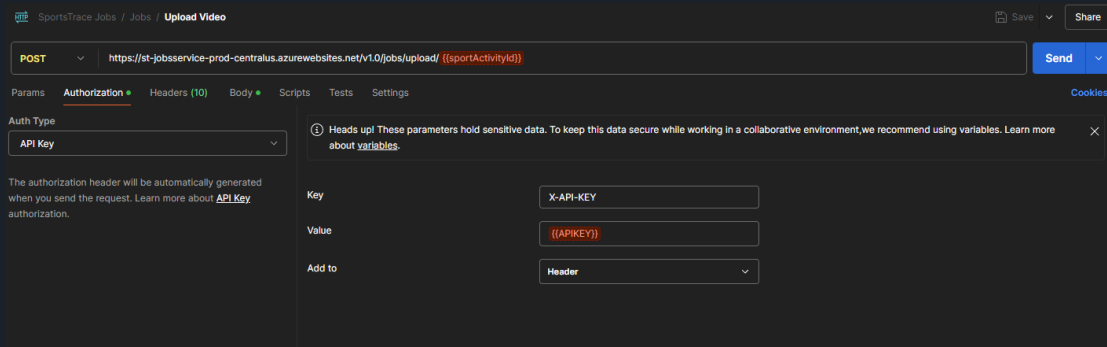 HTTP SportsTrace Jobs / Jobs / Upload Video Save Share
POST https://st-jobsservice-prod-centralus.azurewebsites.net/v1.0/jobs/upload/ {{sportActivityId}} Send
Params Authorization Headers (10) Body Scripts Tests Settings Cookies
Auth Type
API Key
The authorization header will be automatically generated
when you send the request. Learn more about API Key
authorization.
Heads up! These parameters hold sensitive data. To keep this data secure while working in a collaborative environment,we recommend using variables. Learn more
about variables.
Key X-API-KEY
Value {{APIKEY}}
Add to Header